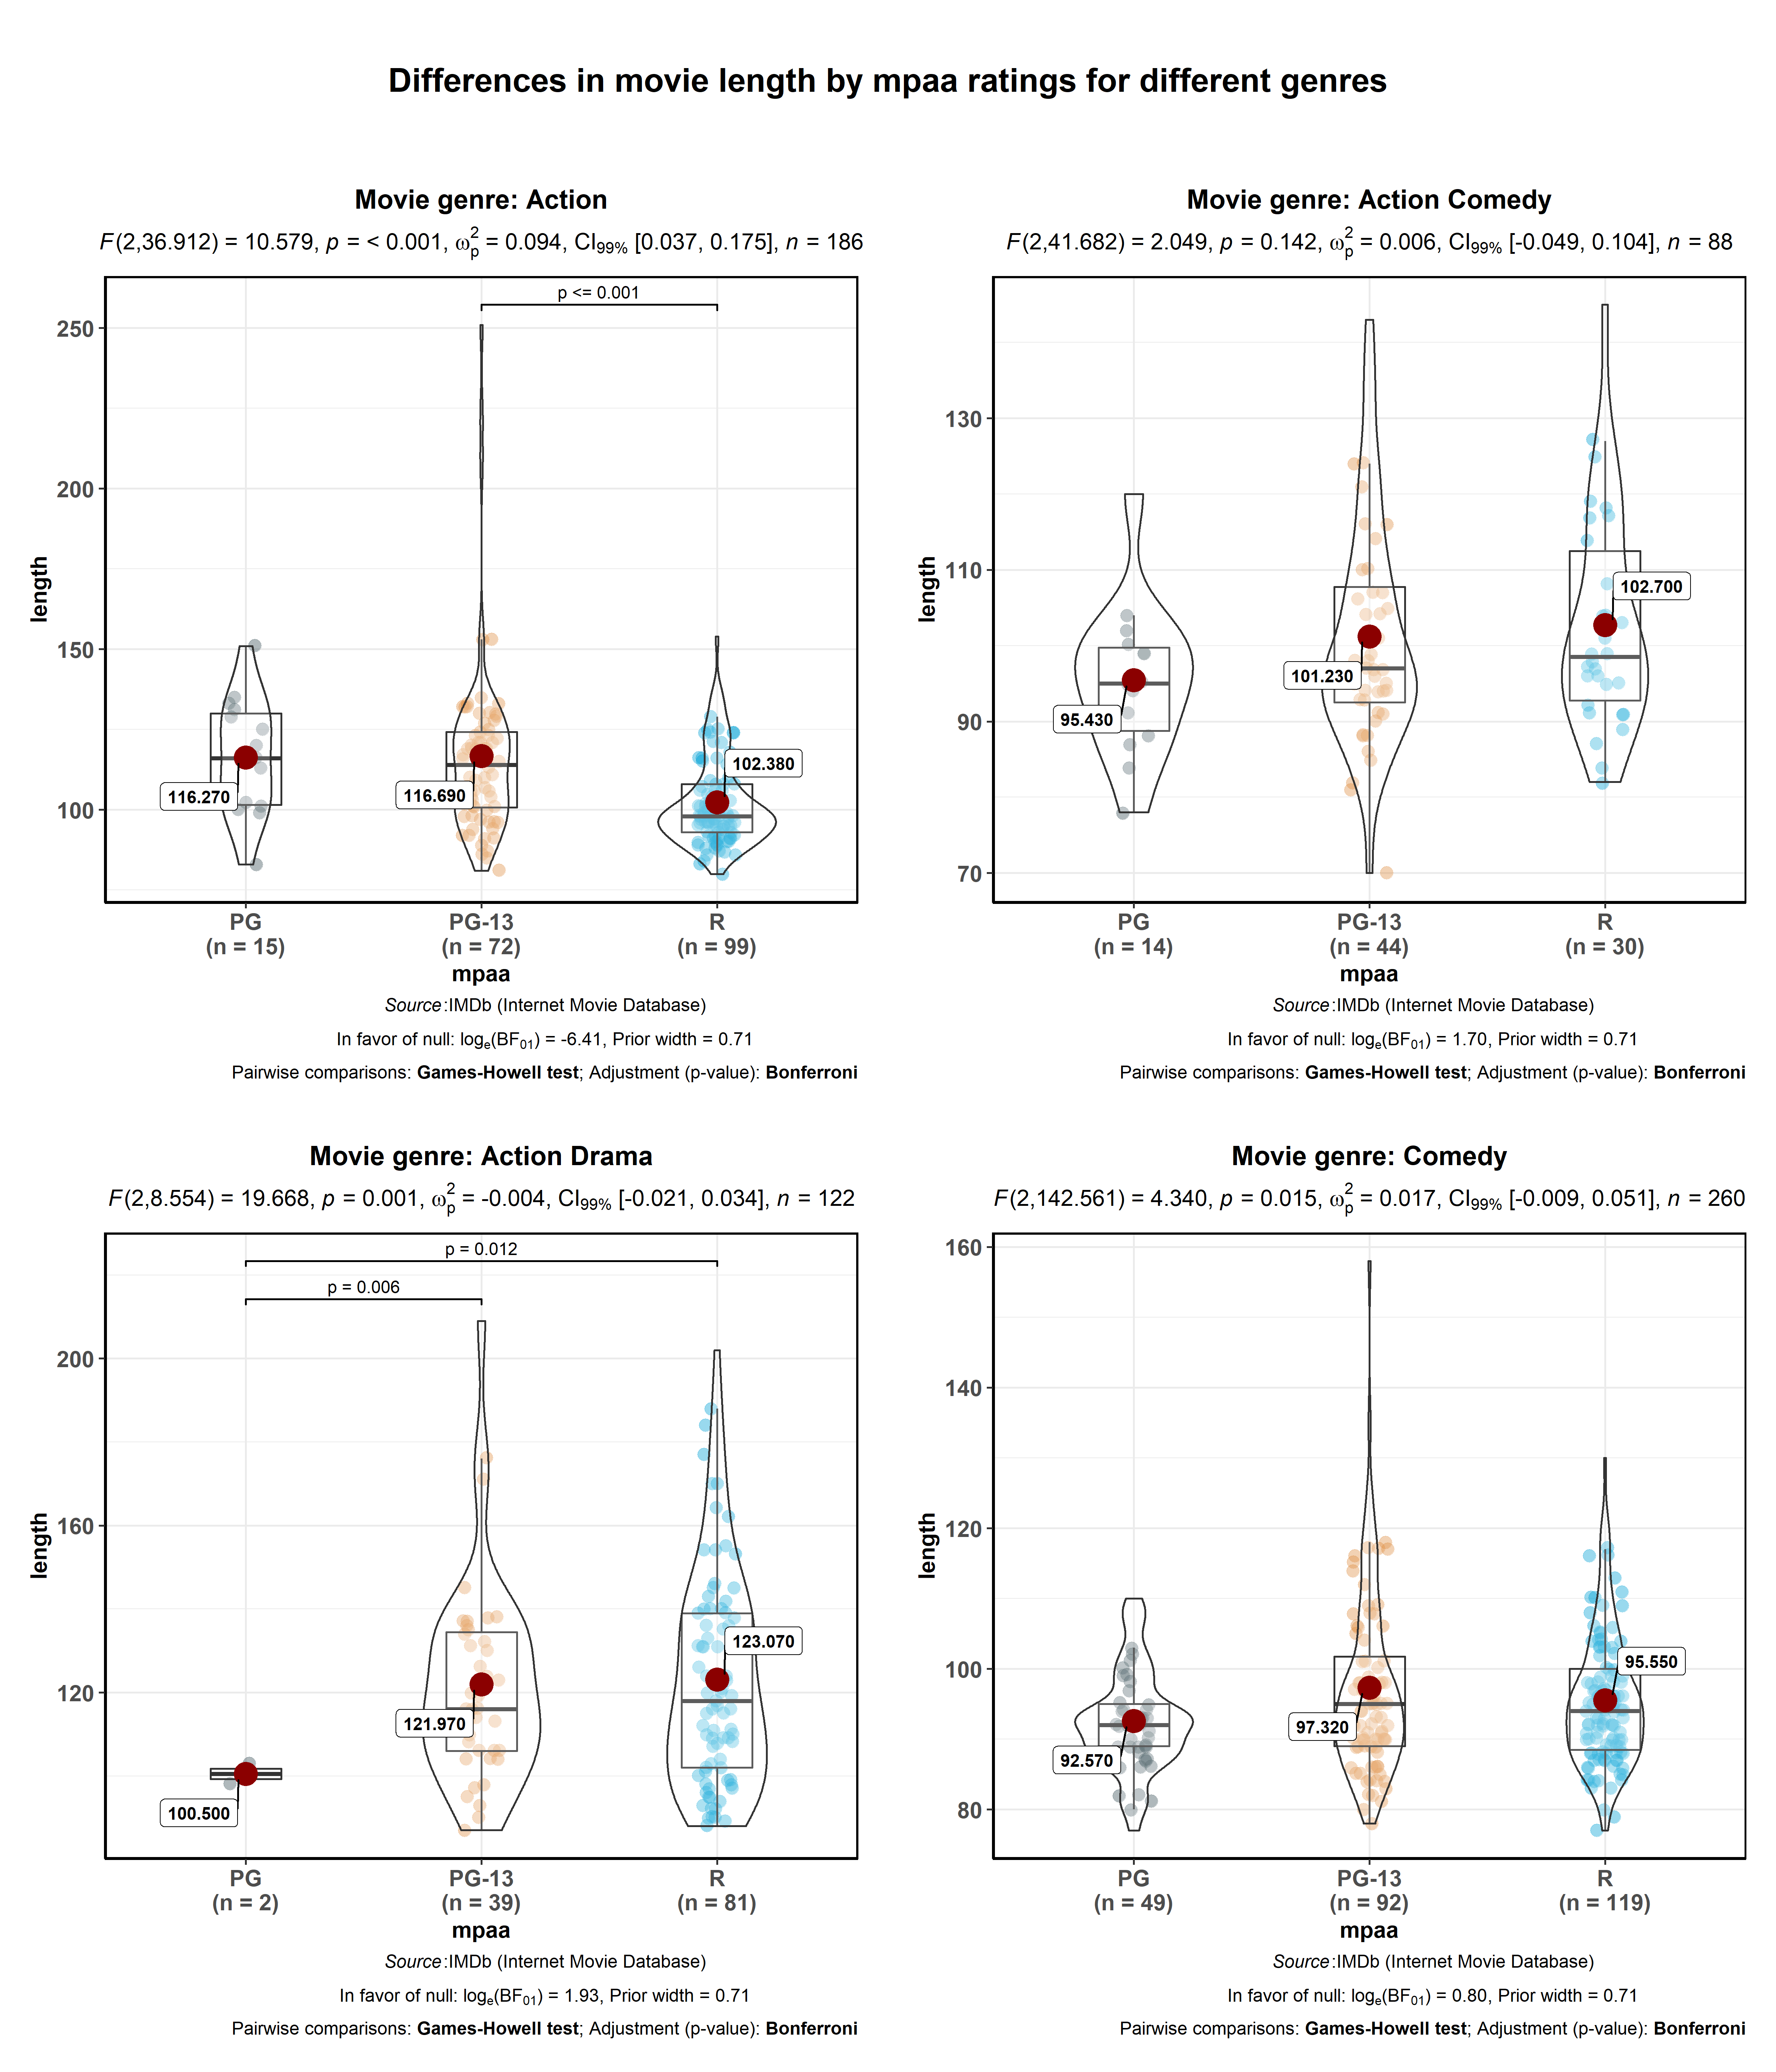 Differences in movie length by mpaa ratings for different genres
Movie genre: Action
F(2,36.912) = 10.579, p = < 0.001, ω²ₚ = 0.094, CI₉₉% [0.037, 0.175], n = 186
p <= 0.001
250
200
150
100
length
116.270
116.690
102.380
PG
(n = 15)
PG-13
(n = 72)
R
(n = 99)
mpaa
Source:IMDb (Internet Movie Database)
In favor of null: logₑ(BF₀₁) = -6.41, Prior width = 0.71
Pairwise comparisons: Games-Howell test; Adjustment (p-value): Bonferroni
Movie genre: Action Comedy
F(2,41.682) = 2.049, p = 0.142, ω²ₚ = 0.006, CI₉₉% [-0.049, 0.104], n = 88
130
110
90
70
length
95.430
101.230
102.700
PG
(n = 14)
PG-13
(n = 44)
R
(n = 30)
mpaa
Source:IMDb (Internet Movie Database)
In favor of null: logₑ(BF₀₁) = 1.70, Prior width = 0.71
Pairwise comparisons: Games-Howell test; Adjustment (p-value): Bonferroni
Movie genre: Action Drama
F(2,8.554) = 19.668, p = 0.001, ω²ₚ = -0.004, CI₉₉% [-0.021, 0.034], n = 122
p = 0.012
p = 0.006
200
160
120
length
100.500
121.970
123.070
PG
(n = 2)
PG-13
(n = 39)
R
(n = 81)
mpaa
Source:IMDb (Internet Movie Database)
In favor of null: logₑ(BF₀₁) = 1.93, Prior width = 0.71
Pairwise comparisons: Games-Howell test; Adjustment (p-value): Bonferroni
Movie genre: Comedy
F(2,142.561) = 4.340, p = 0.015, ω²ₚ = 0.017, CI₉₉% [-0.009, 0.051], n = 260
160
140
120
100
80
length
92.570
97.320
95.550
PG
(n = 49)
PG-13
(n = 92)
R
(n = 119)
mpaa
Source:IMDb (Internet Movie Database)
In favor of null: logₑ(BF₀₁) = 0.80, Prior width = 0.71
Pairwise comparisons: Games-Howell test; Adjustment (p-value): Bonferroni